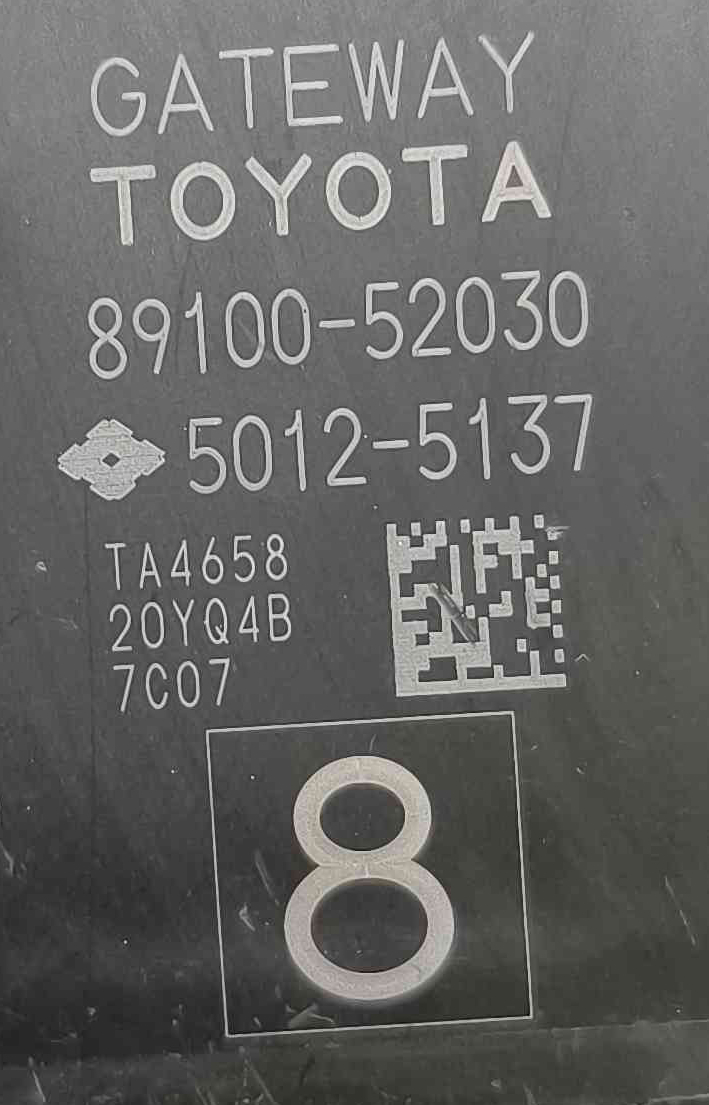 GATEWAY
TOYOTA
89100-52030
5012-5137
TA4658
20YQ4B
7C07
8